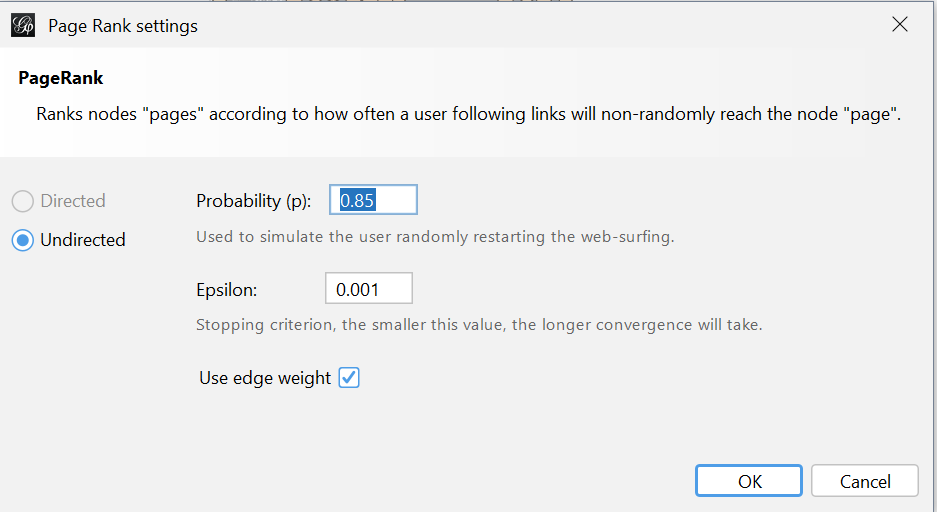 Page Rank settings
PageRank
Ranks nodes "pages" according to how often a user following links will non-randomly reach the node "page".
Directed
Undirected
Probability (p): 0.85
Used to simulate the user randomly restarting the web-surfing.
Epsilon: 0.001
Stopping criterion, the smaller this value, the longer convergence will take.
Use edge weight
OK Cancel